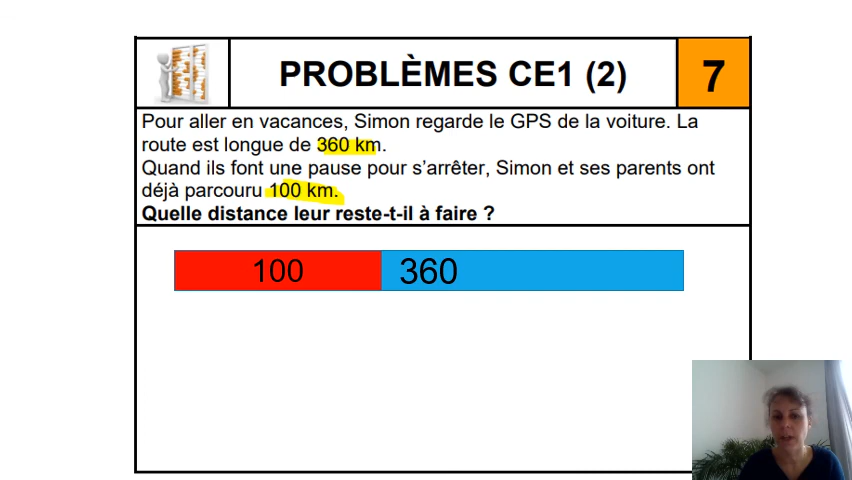 PROBLÈMES CE1 (2)
7
Pour aller en vacances, Simon regarde le GPS de la voiture. La
route est longue de 360 km.
Quand ils font une pause pour s’arrêter, Simon et ses parents ont
déjà parcouru 100 km.
Quelle distance leur reste-t-il à faire ?
100
360